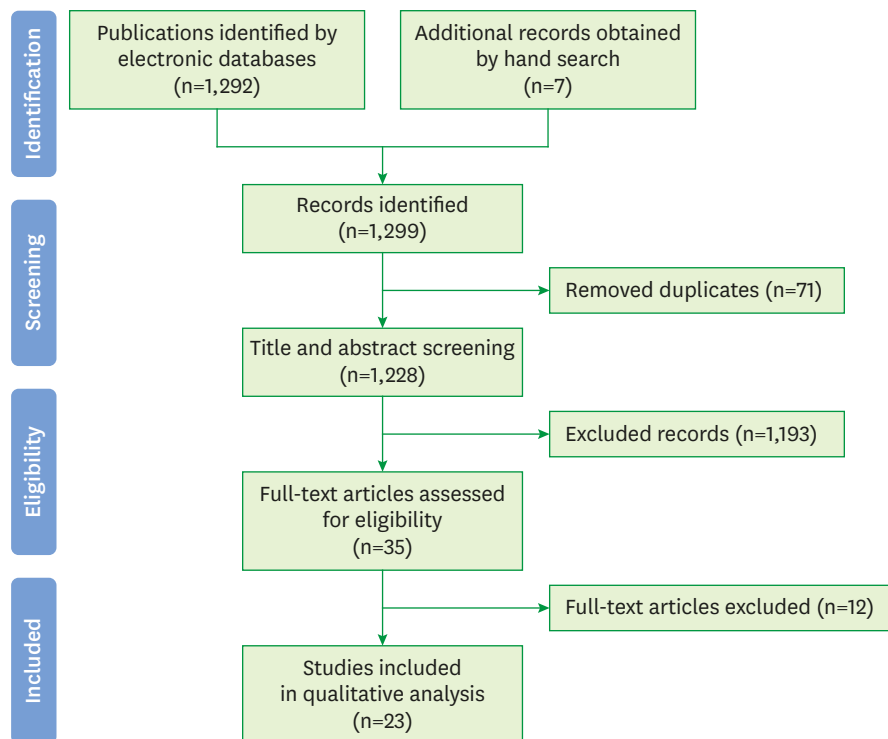 Identification
Publications identified by
electronic databases
(n=1,292)
Additional records obtained
by hand search
(n=7)
Records identified
(n=1,299)
Screening
Removed duplicates (n=71)
Title and abstract screening
(n=1,228)
Eligibility
Excluded records (n=1,193)
Full-text articles assessed
for eligibility
(n=35)
Included
Full-text articles excluded (n=12)
Studies included
in qualitative analysis
(n=23)